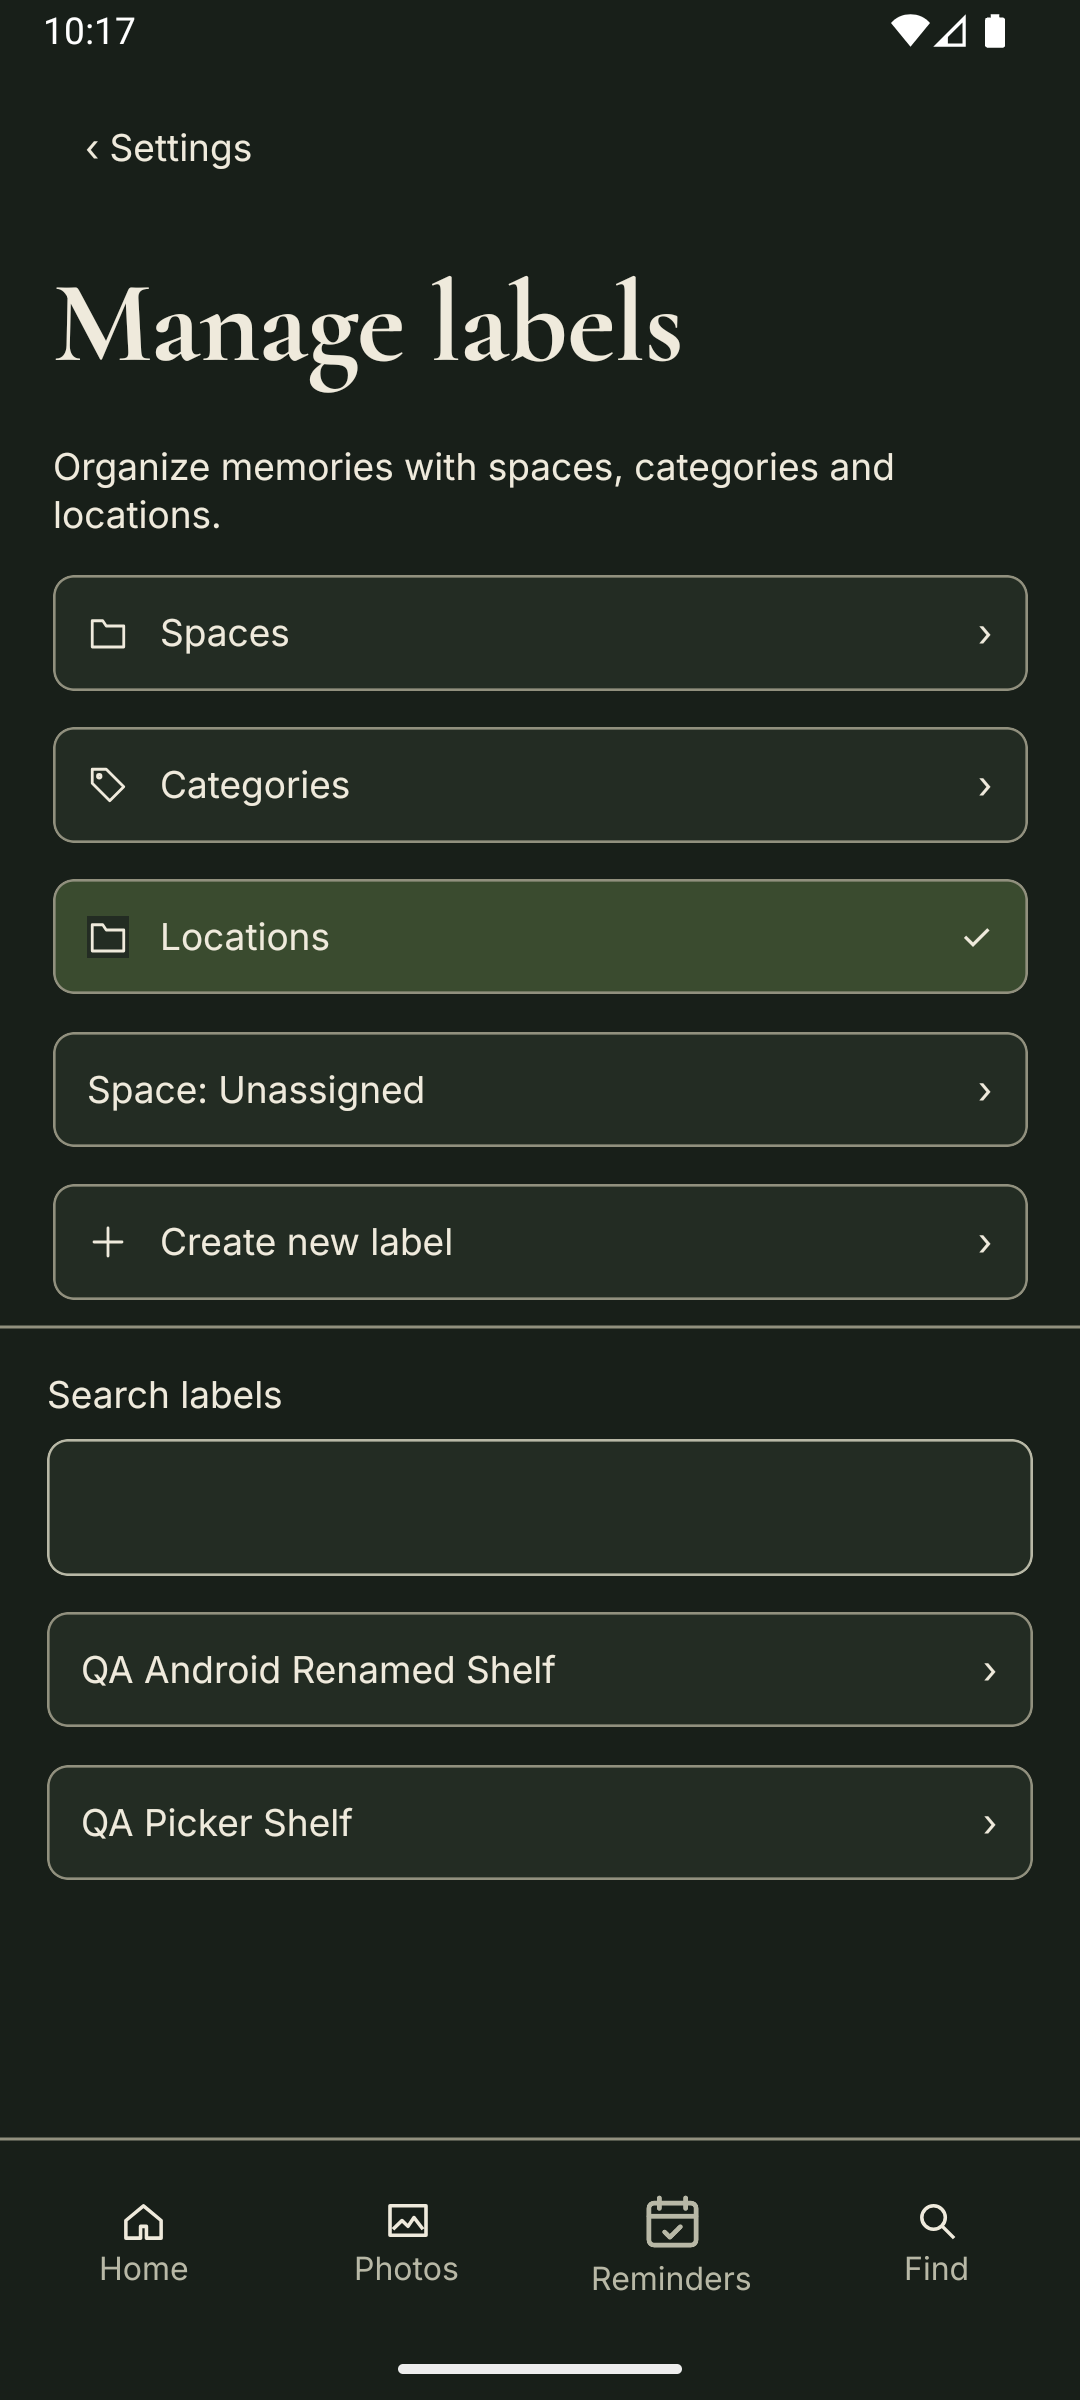 10:17
‹ Settings
Manage labels
Organize memories with spaces, categories and
locations.
Spaces
Categories
Locations
Space: Unassigned
Create new label
Search labels
QA Android Renamed Shelf
QA Picker Shelf
Home
Photos
Reminders
Find